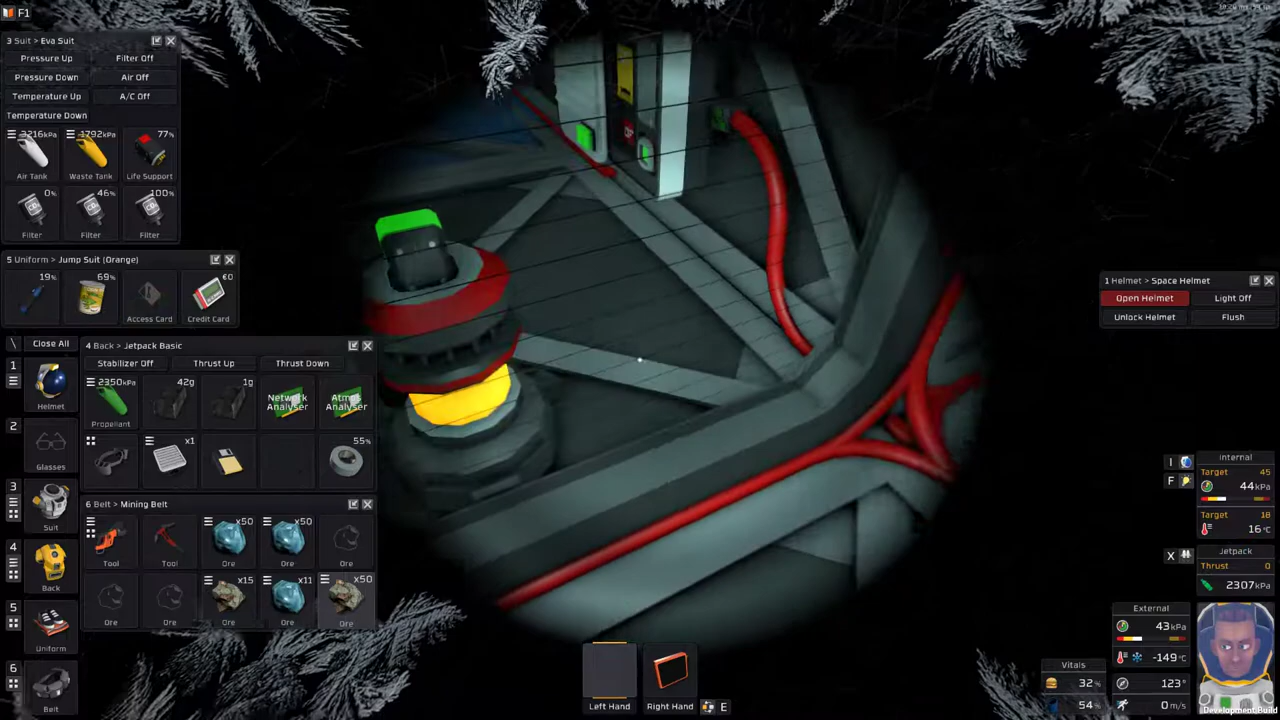 F1
3 Suit > Eva Suit
Pressure Up
Filter Off
Pressure Down
Air Off
Temperature Up
A/C Off
Temperature Down
3216kPa
1792kPa
77%
Air Tank
Waste Tank
Life Support
0%
46%
100%
Filter
Filter
Filter
5 Uniform > Jump Suit (Orange)
19%
69%
€0
Access Card
Credit Card
Close All
4 Back > Jetpack Basic
Stabilizer Off
Thrust Up
Thrust Down
2350kPa
42g
1g
Network Analyser
Atmos Analyser
Propellant
x1
55%
6 Belt > Mining Belt
x50
x50
Tool
Tool
Ore
Ore
Ore
x15
x11
x50
Ore
Ore
Ore
Ore
Ore
1
Helmet
2
Glasses
3
Suit
4
Back
5
Uniform
6
Belt
Left Hand
Right Hand
E
1 Helmet > Space Helmet
Open Helmet
Light Off
Unlock Helmet
Flush
I
F
Internal
Target 45
44kPa
Target 18
16°C
X
Jetpack
Thrust 0
2307kPa
External
43kPa
-149°C
Vitals
32%
54%
123°
0m/s
Development Build